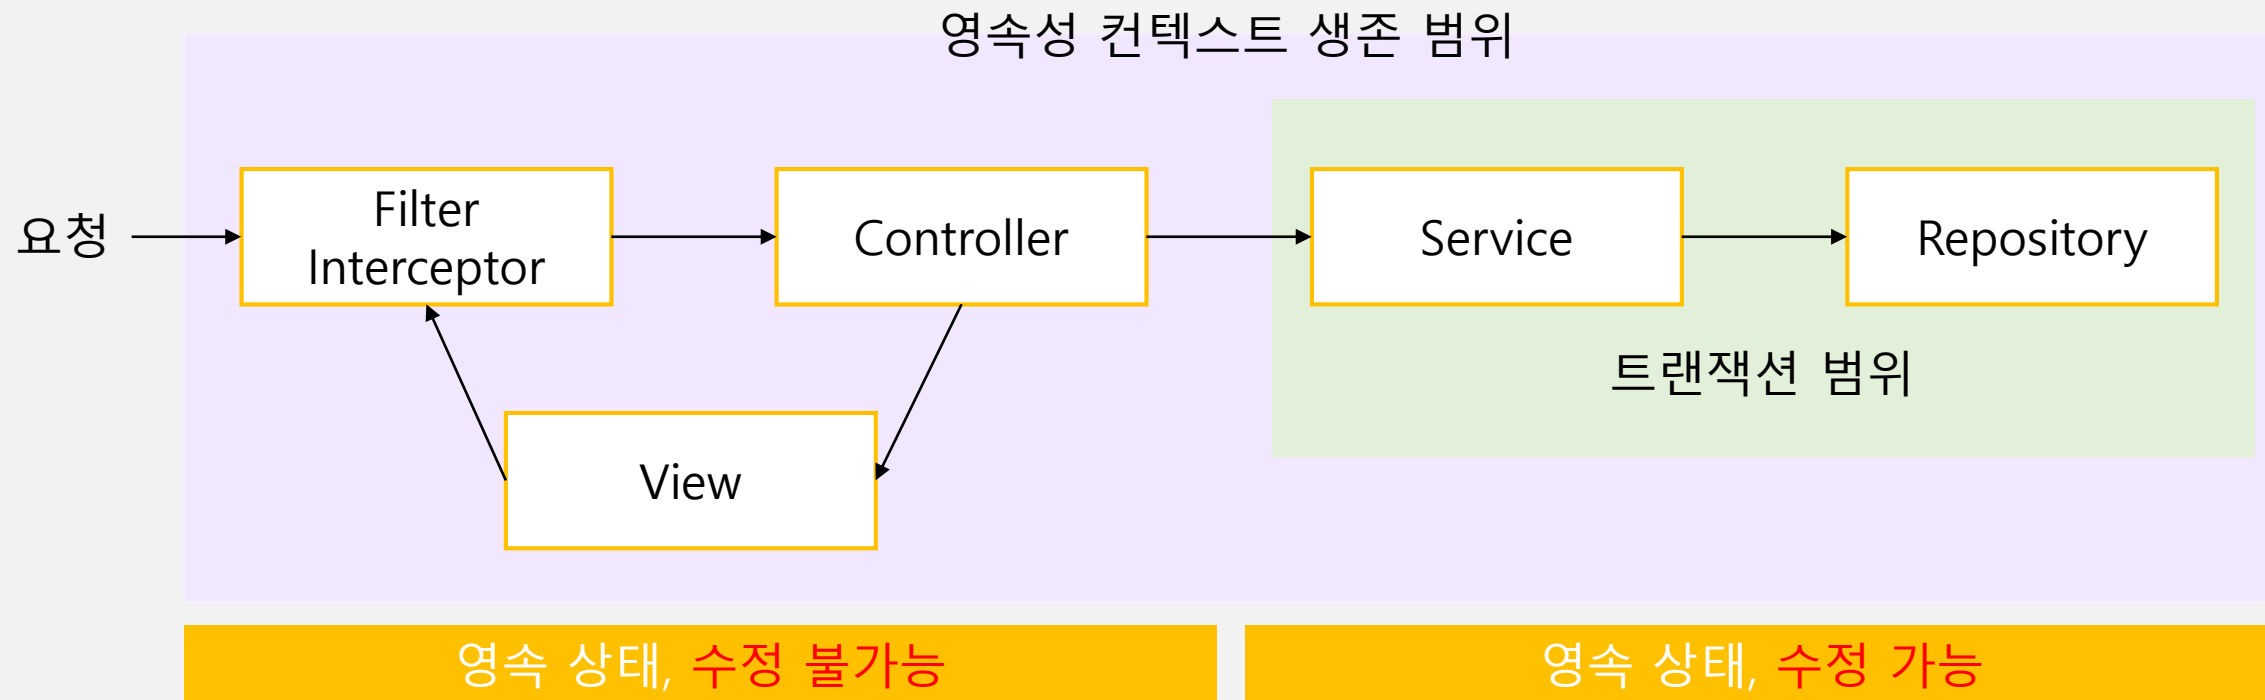 영속성 컨텍스트 생존 범위
요청
Filter
Interceptor
Controller
Service
Repository
트랜잭션 범위
View
영속 상태, 수정 불가능
영속 상태, 수정 가능